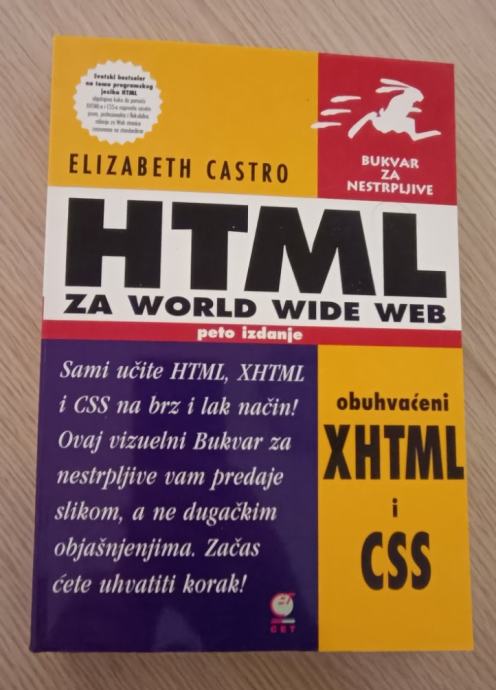 Svetski bestseler
na temu programskog
jezika HTML
ELIZABETH CASTRO
BUKVAR
ZA
NESTRPLJIVE
HTML
ZA WORLD WIDE WEB
peto izdanje
Sami učite HTML, XHTML
i CSS na brz i lak način!
Ovaj vizuelni Bukvar za
nestrpljive vam predaje
slikom, a ne dugačkim
objašnjenjima. Začas
ćete uhvatiti korak!
obuhvaćeni
XHTML
i
CSS
CET